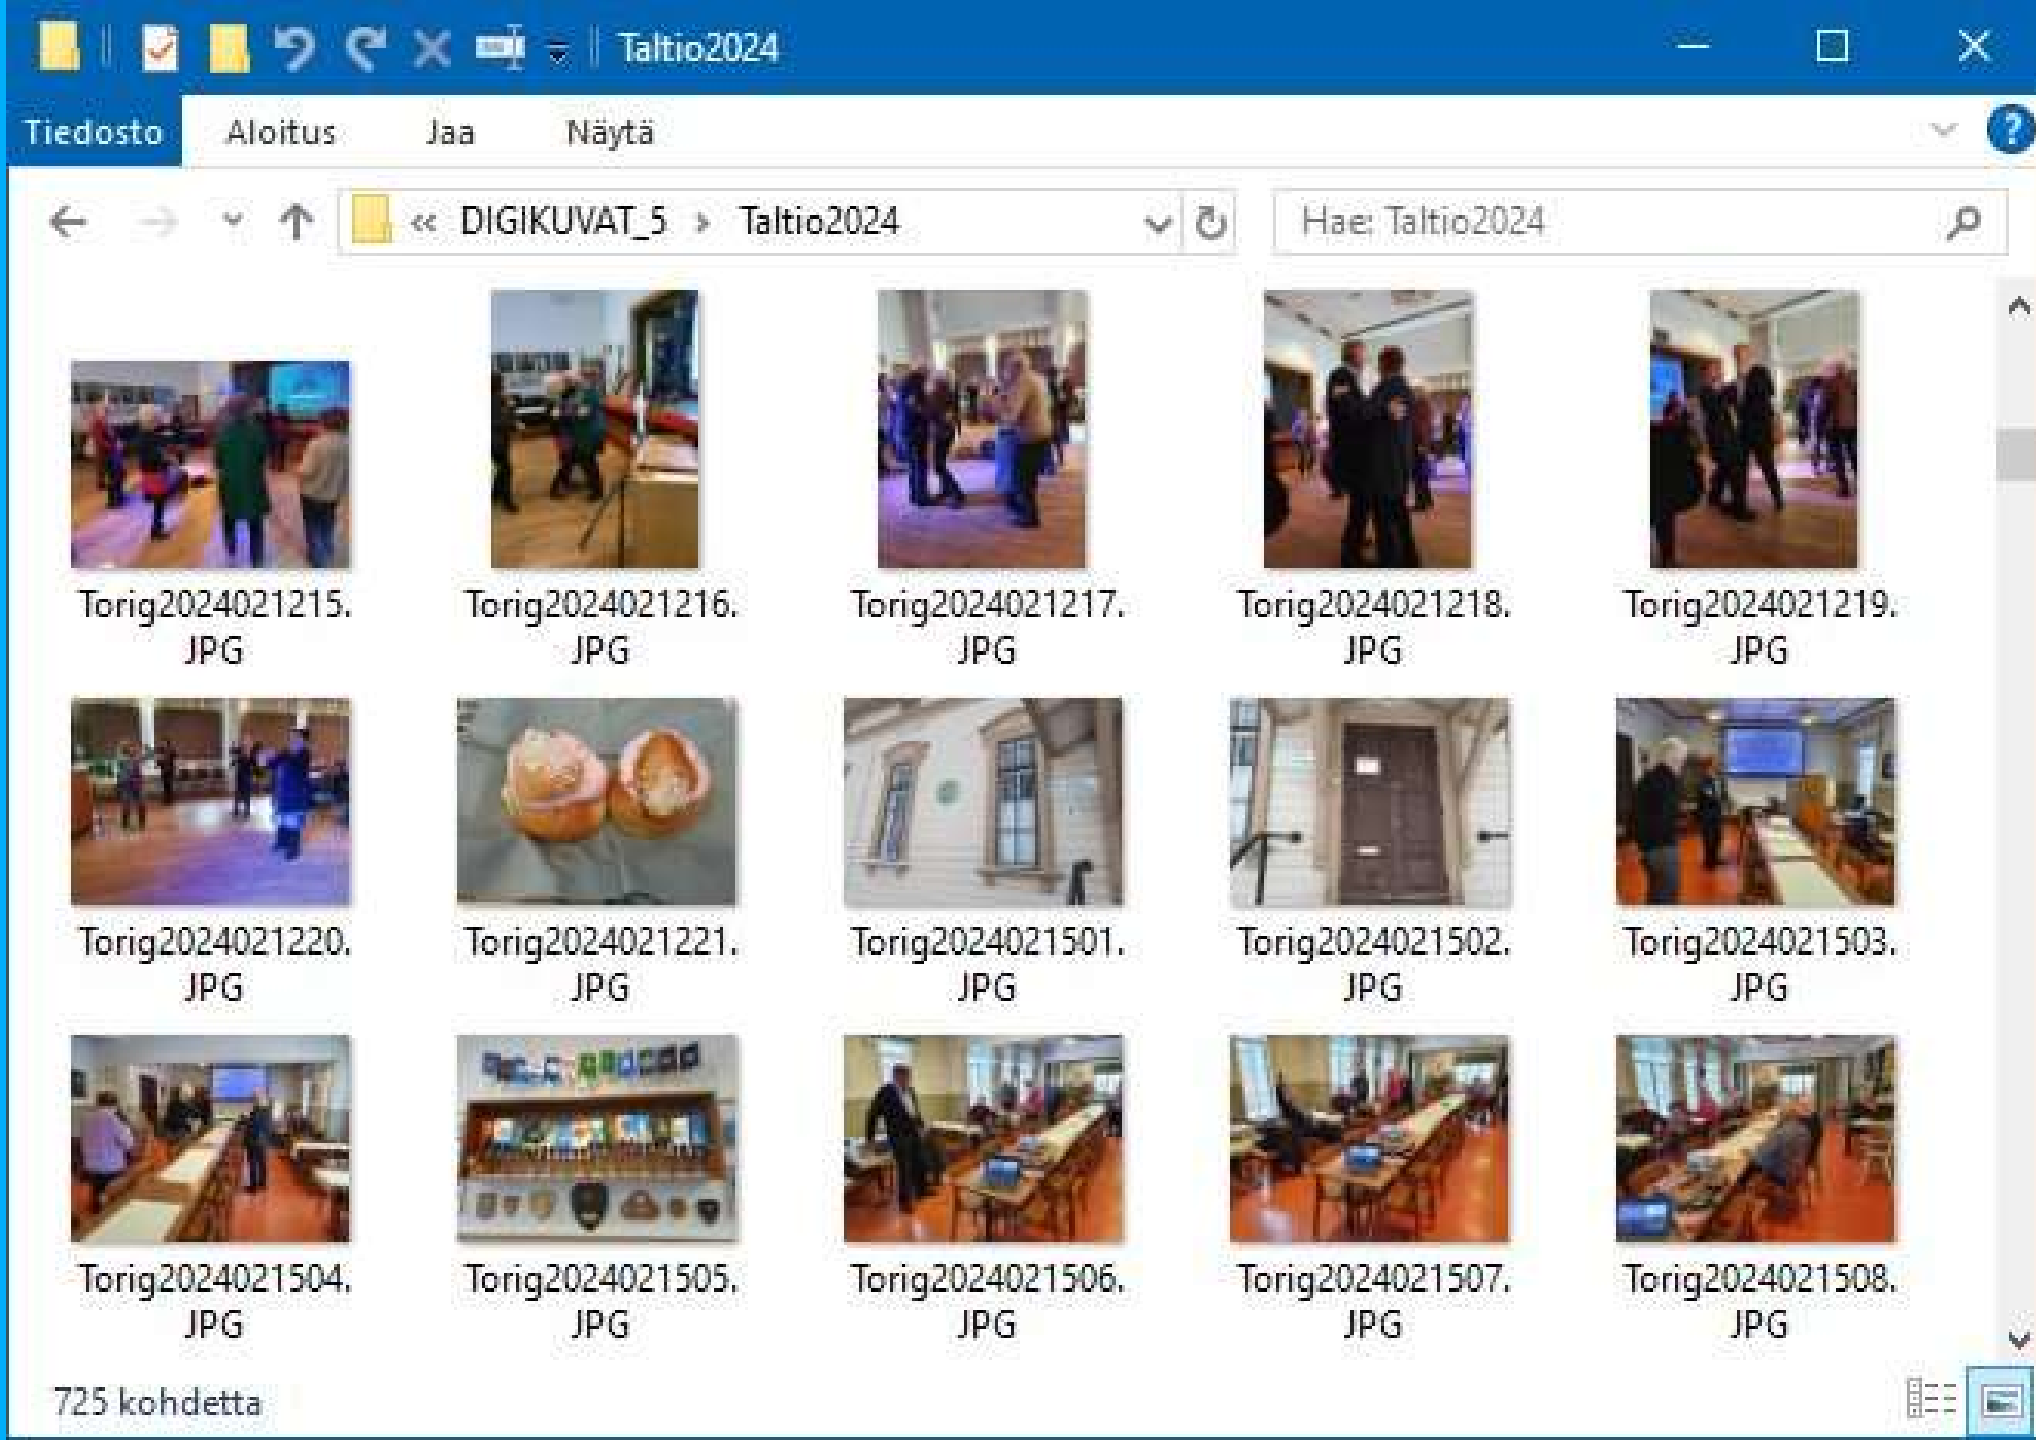 Taltio2024
Tiedosto Aloitus Jaa Näytä
« DIGIKUVAT_5 › Taltio2024 Hae: Taltio2024
Torig2024021215. Torig2024021216. Torig2024021217. Torig2024021218. Torig2024021219.
JPG JPG JPG JPG JPG
Torig2024021220. Torig2024021221. Torig2024021501. Torig2024021502. Torig2024021503.
JPG JPG JPG JPG JPG
Torig2024021504. Torig2024021505. Torig2024021506. Torig2024021507. Torig2024021508.
JPG JPG JPG JPG JPG
725 kohdetta